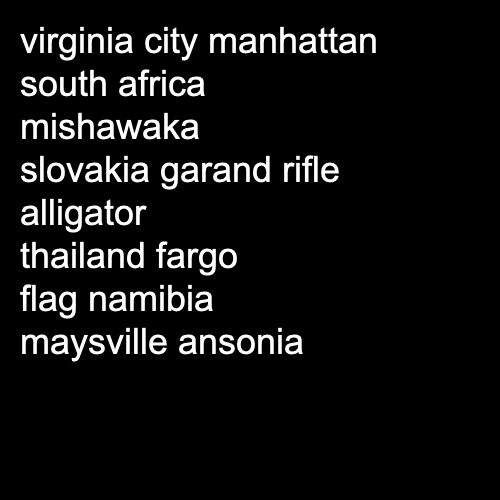 virginia city manhattan
south africa
mishawaka
slovakia garand rifle
alligator
thailand fargo
flag namibia
maysville ansonia